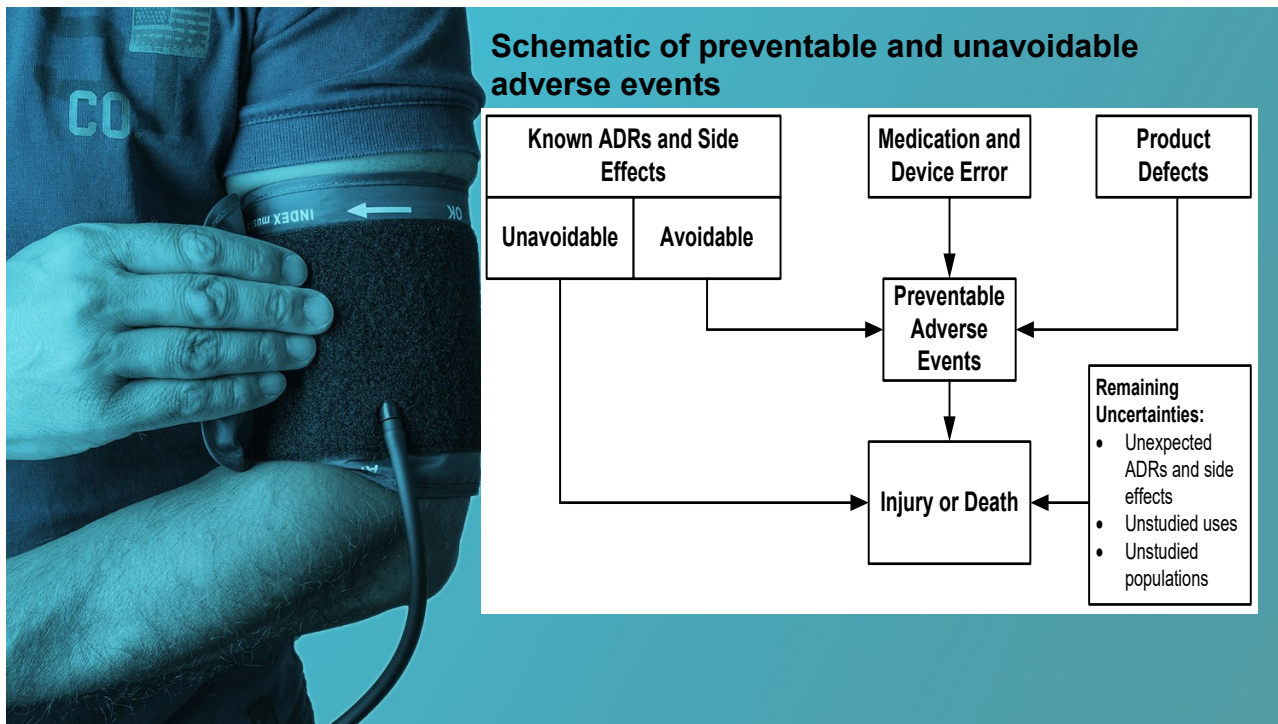 Schematic of preventable and unavoidable
adverse events
CO.
INDEX
OK
Known ADRs and Side
Effects
Unavoidable
Avoidable
Medication and
Device Error
Product
Defects
Preventable
Adverse
Events
Injury or Death
Remaining
Uncertainties:
• Unexpected
ADRs and side
effects
• Unstudied uses
• Unstudied
populations